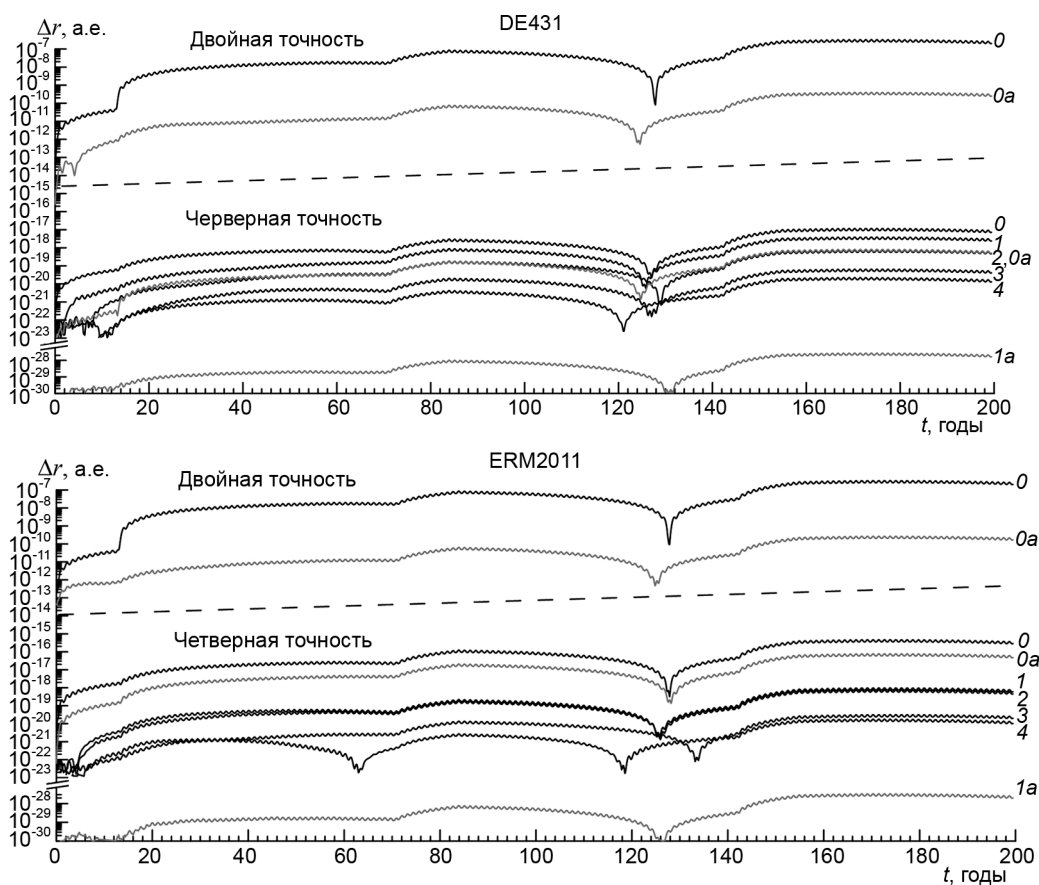 DE431
Δr, а.е.
Двойная точность
10⁻⁷
10⁻⁸
10⁻⁹
10⁻¹⁰
10⁻¹¹
10⁻¹²
10⁻¹³
10⁻¹⁴
10⁻¹⁵
10⁻¹⁶
10⁻¹⁷
10⁻¹⁸
10⁻¹⁹
10⁻²⁰
10⁻²¹
10⁻²²
10⁻²³
10⁻²⁸
10⁻³⁰
0
0a
Черверная точность
0
1
2,0a
3
4
1a
0 20 40 60 80 100 120 140 160 180 200
t, годы
ERM2011
Δr, а.е.
Двойная точность
10⁻⁷
10⁻⁸
10⁻⁹
10⁻¹⁰
10⁻¹¹
10⁻¹²
10⁻¹³
10⁻¹⁴
10⁻¹⁵
10⁻¹⁶
10⁻¹⁷
10⁻¹⁸
10⁻¹⁹
10⁻²⁰
10⁻²¹
10⁻²²
10⁻²³
10⁻²⁸
10⁻²⁹
10⁻³⁰
0
0a
Четверная точность
0
0a
1
2
3
4
1a
0 20 40 60 80 100 120 140 160 180 200
t, годы